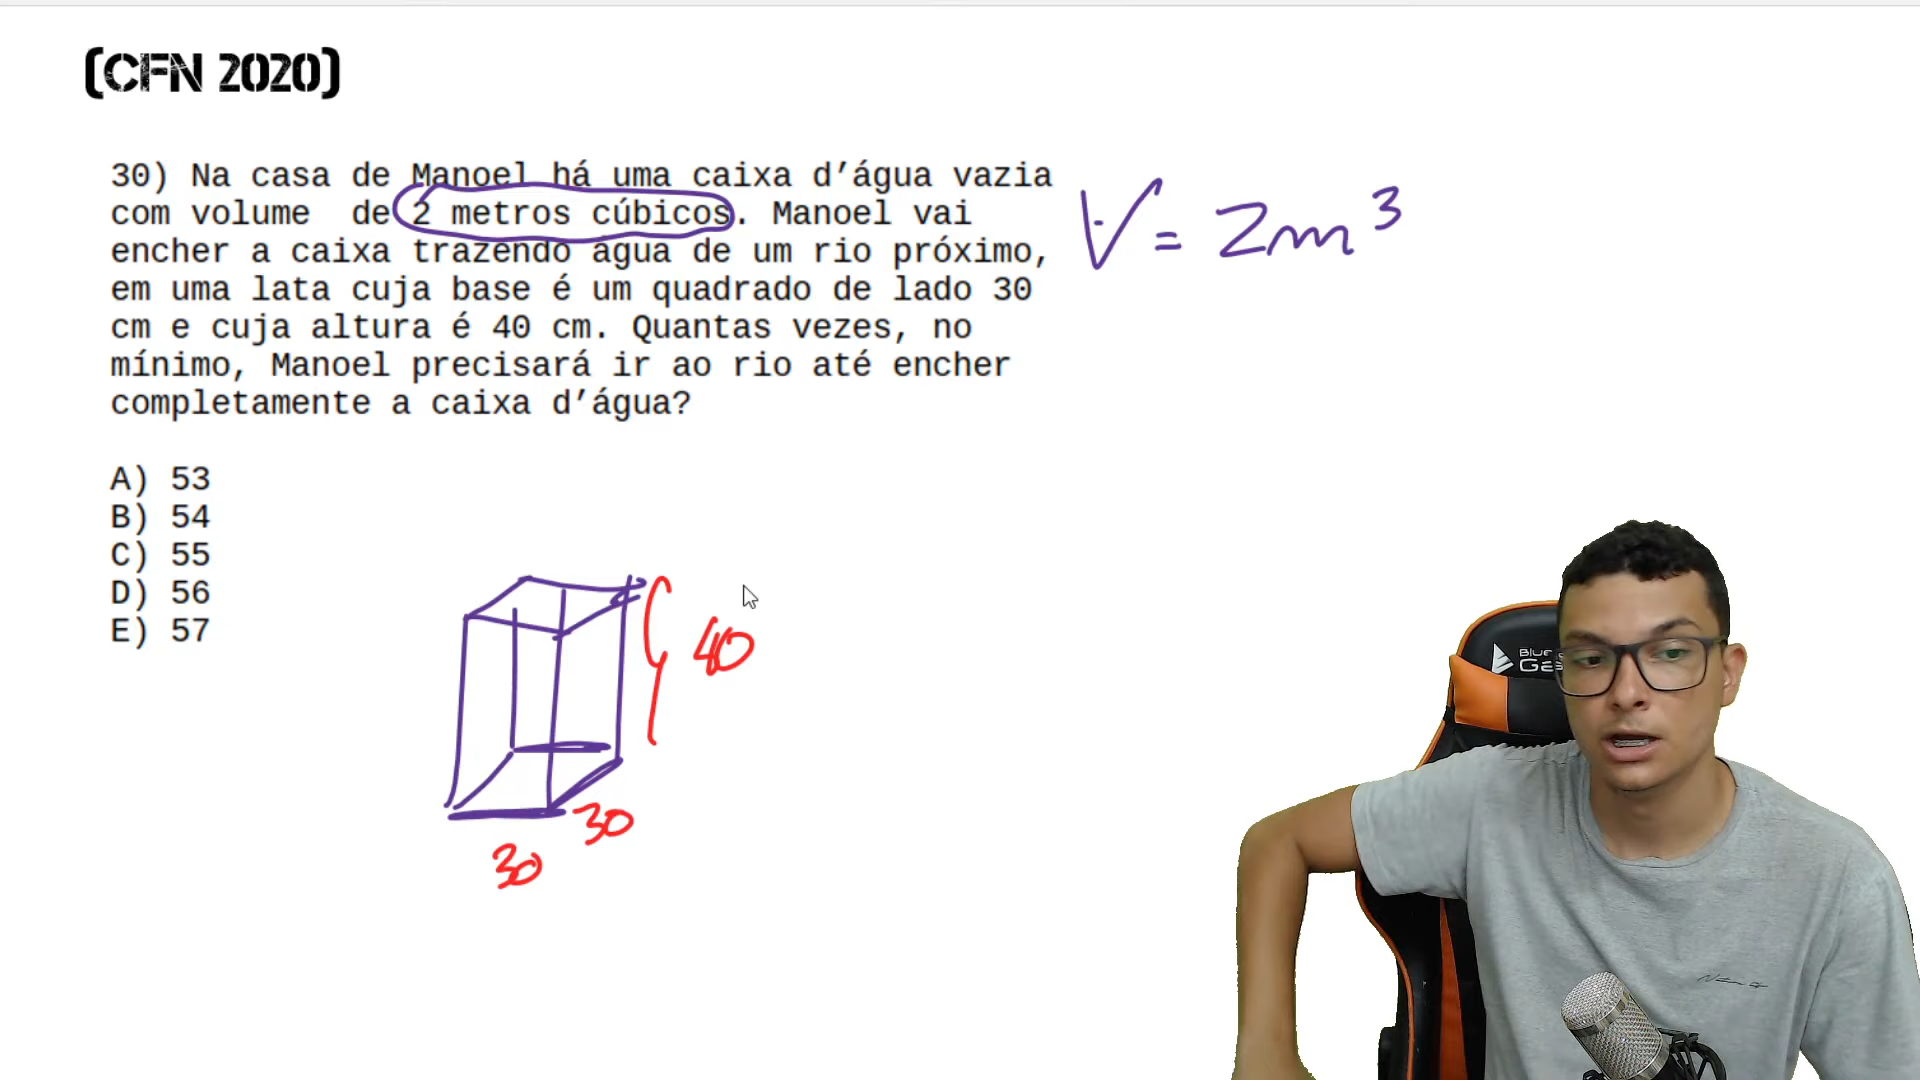 (CFN 2020)
30) Na casa de Manoel há uma caixa d’água vazia
com volume de 2 metros cúbicos. Manoel vai
encher a caixa trazendo água de um rio próximo,
em uma lata cuja base é um quadrado de lado 30
cm e cuja altura é 40 cm. Quantas vezes, no
mínimo, Manoel precisará ir ao rio até encher
completamente a caixa d’água?
V = 2m³
A) 53
B) 54
C) 55
D) 56
E) 57
40
30
30